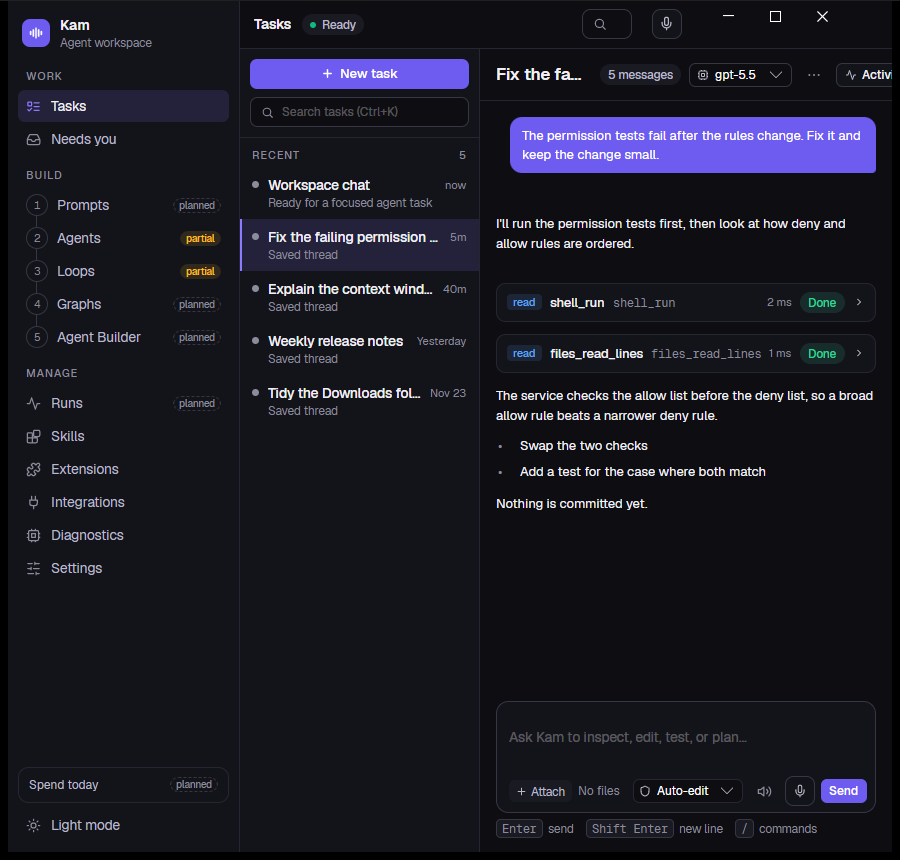 Kam
Agent workspace
WORK
Tasks
Needs you
BUILD
1 Prompts planned
2 Agents partial
3 Loops partial
4 Graphs planned
5 Agent Builder planned
MANAGE
Runs planned
Skills
Extensions
Integrations
Diagnostics
Settings
Spend today planned
Light mode
Tasks Ready
+ New task
Search tasks (Ctrl+K)
RECENT 5
Workspace chat now
Ready for a focused agent task
Fix the failing permission ... 5m
Saved thread
Explain the context wind... 40m
Saved thread
Weekly release notes Yesterday
Saved thread
Tidy the Downloads fol... Nov 23
Saved thread
Fix the fa... 5 messages gpt-5.5 ... Activi
The permission tests fail after the rules change. Fix it and
keep the change small.
I'll run the permission tests first, then look at how deny and
allow rules are ordered.
read shell_run shell_run 2 ms Done
read files_read_lines files_read_lines 1 ms Done
The service checks the allow list before the deny list, so a broad
allow rule beats a narrower deny rule.
• Swap the two checks
• Add a test for the case where both match
Nothing is committed yet.
Ask Kam to inspect, edit, test, or plan...
+ Attach No files Auto-edit Send
Enter send Shift Enter new line / commands